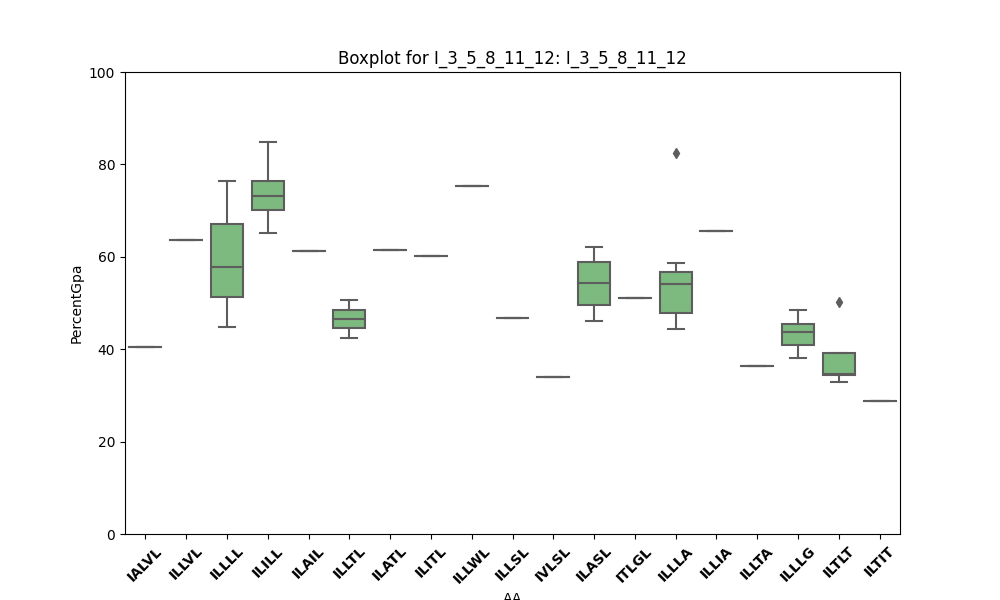 Boxplot for I_3_5_8_11_12: I_3_5_8_11_12
100
80
60
40
20
0
PercentGpa
IALVL
ILLVL
ILLLL
ILILL
ILAIL
ILLTL
ILATL
ILITL
ILLWL
ILLSL
IVLSL
ILASL
ITLGL
ILLLA
ILLIA
ILLTA
ILLLG
ILTLT
ILTIT
AA